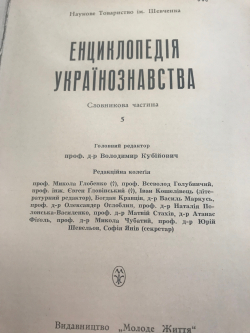 Наукове Товариство ім. Шевченка
ЕНЦИКЛОПЕДІЯ
УКРАЇНОЗНАВСТВА
Словникова частина
5
Головний редактор
проф. д-р Володимир Кубійович
Редакційна колегія
проф. Микола Глобенко (†), проф. Всеволод Голубничий,
проф. інж. Євген Гловінський (†), Іван Кошелівець, (літе-
ратурний редактор), Богдан Кравців, д-р Василь Маркусь,
проф. д-р Олександер Оглоблин, проф. д-р Наталія По-
лонська-Василенко, проф. д-р Матвій Стахів, д-р Атанас
Фіґоль, проф. д-р Микола Чубатий, проф. д-р Юрій
Шевельов, Софія Янів (секретар)
Видавництво „Молоде Життя"